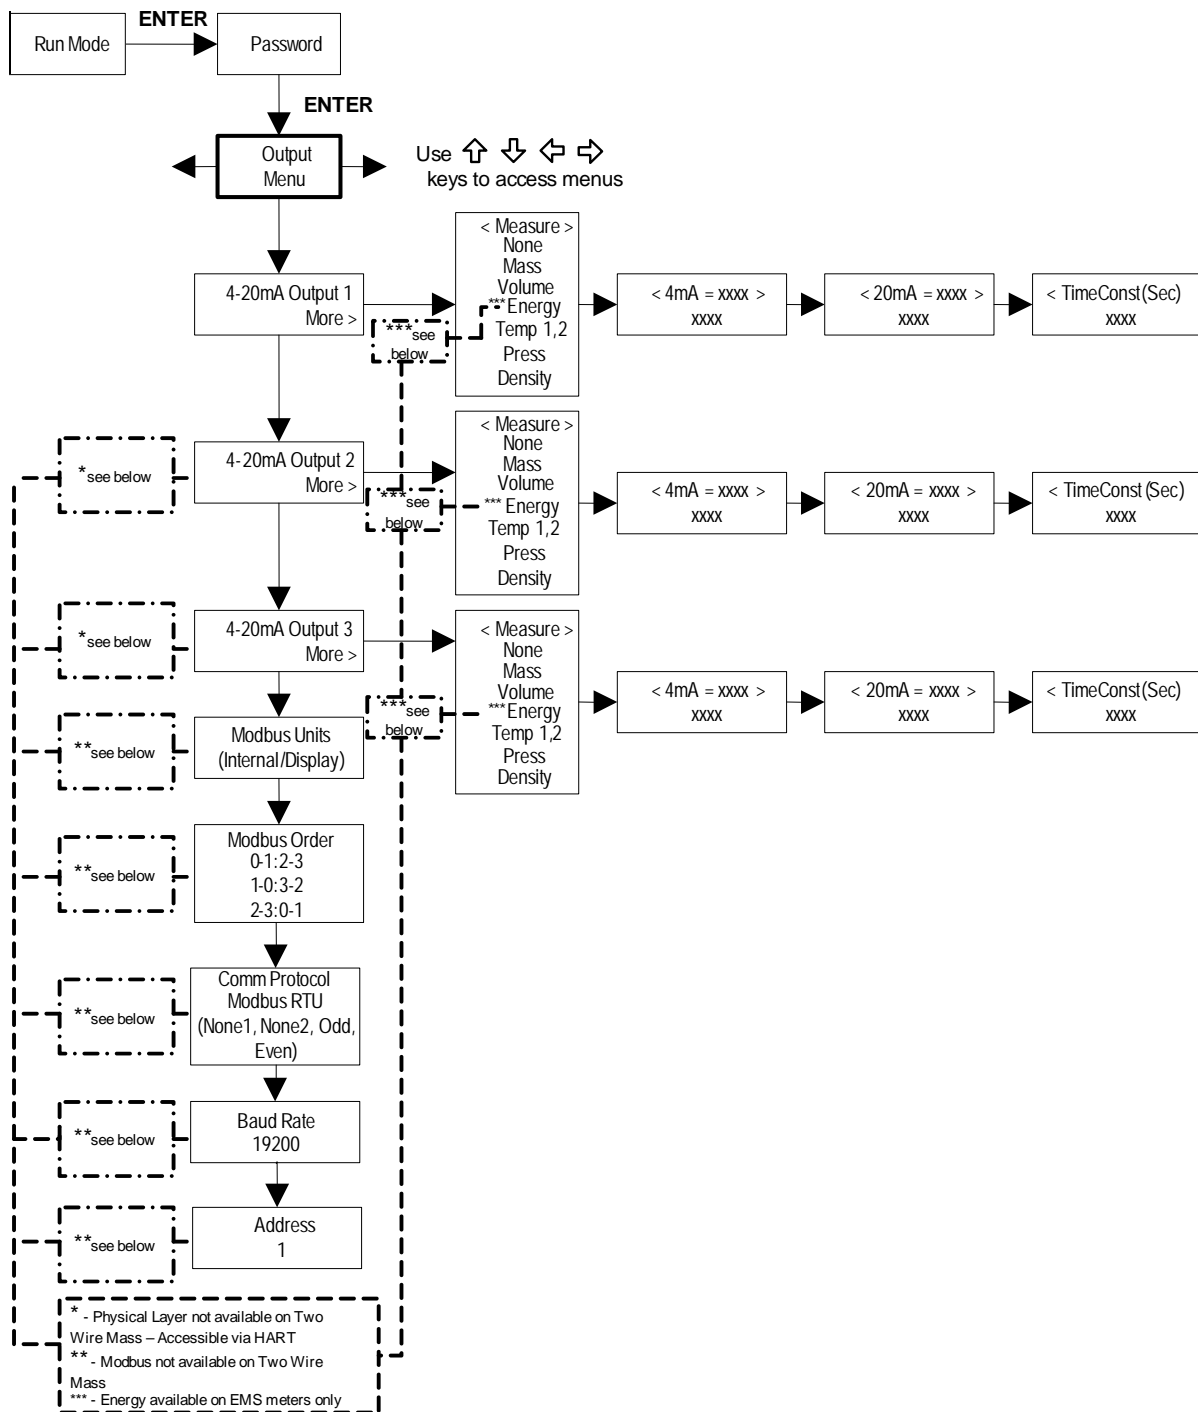 ENTER
Run Mode
Password
ENTER
Output
Menu
Use
keys to access menus
4-20mA Output 1
More >
***see
below
< Measure >
None
Mass
Volume
***Energy
Temp 1,2
Press
Density
< 4mA = xxxx >
xxxx
< 20mA = xxxx >
xxxx
< TimeConst(Sec)
xxxx
*see below
4-20mA Output 2
More >
***see
below
< Measure >
None
Mass
Volume
*** Energy
Temp 1,2
Press
Density
< 4mA = xxxx >
xxxx
< 20mA = xxxx >
xxxx
< TimeConst(Sec)
xxxx
*see below
4-20mA Output 3
More >
***see
below
< Measure >
None
Mass
Volume
***Energy
Temp 1,2
Press
Density
< 4mA = xxxx >
xxxx
< 20mA = xxxx >
xxxx
< TimeConst(Sec)
xxxx
**see below
Modbus Units
(Internal/Display)
**see below
Modbus Order
0-1:2-3
1-0:3-2
2-3:0-1
**see below
Comm Protocol
Modbus RTU
(None1, None2, Odd,
Even)
**see below
Baud Rate
19200
**see below
Address
1
* - Physical Layer not available on Two
Wire Mass – Accessible via HART
** - Modbus not available on Two Wire
Mass
*** - Energy available on EMS meters only